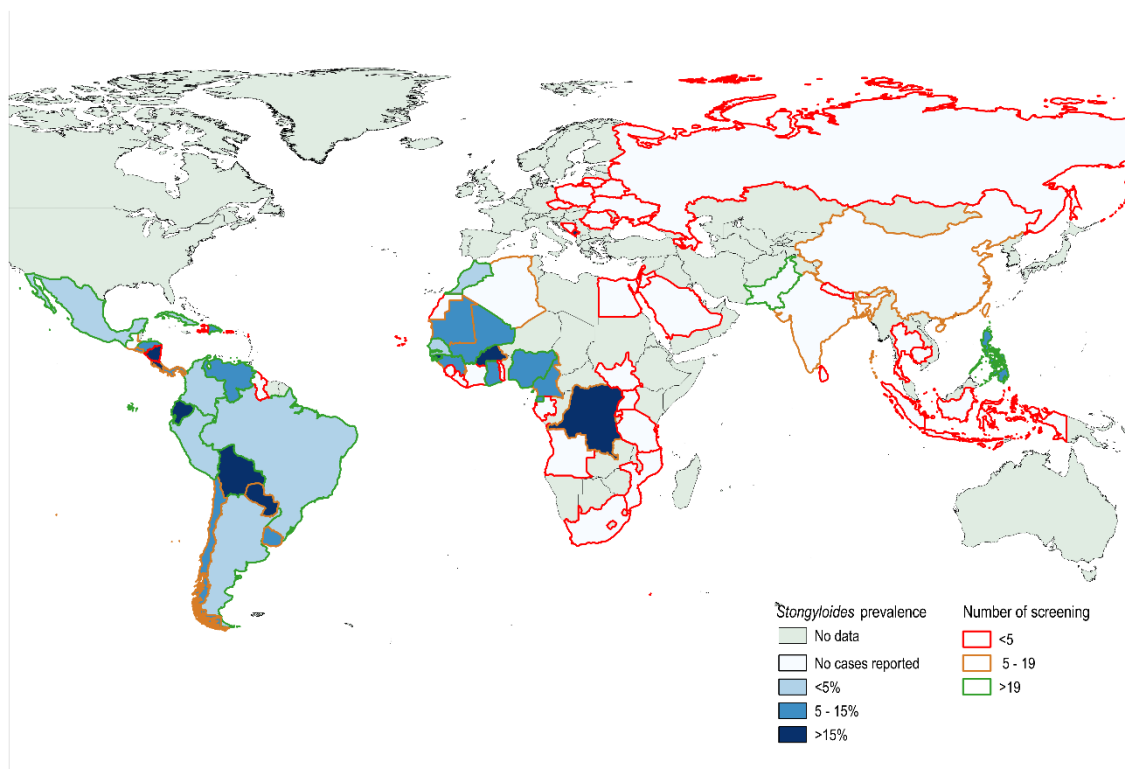 Stongyloides prevalence
No data
No cases reported
<5%
5 - 15%
>15%
Number of screening
<5
5 - 19
>19